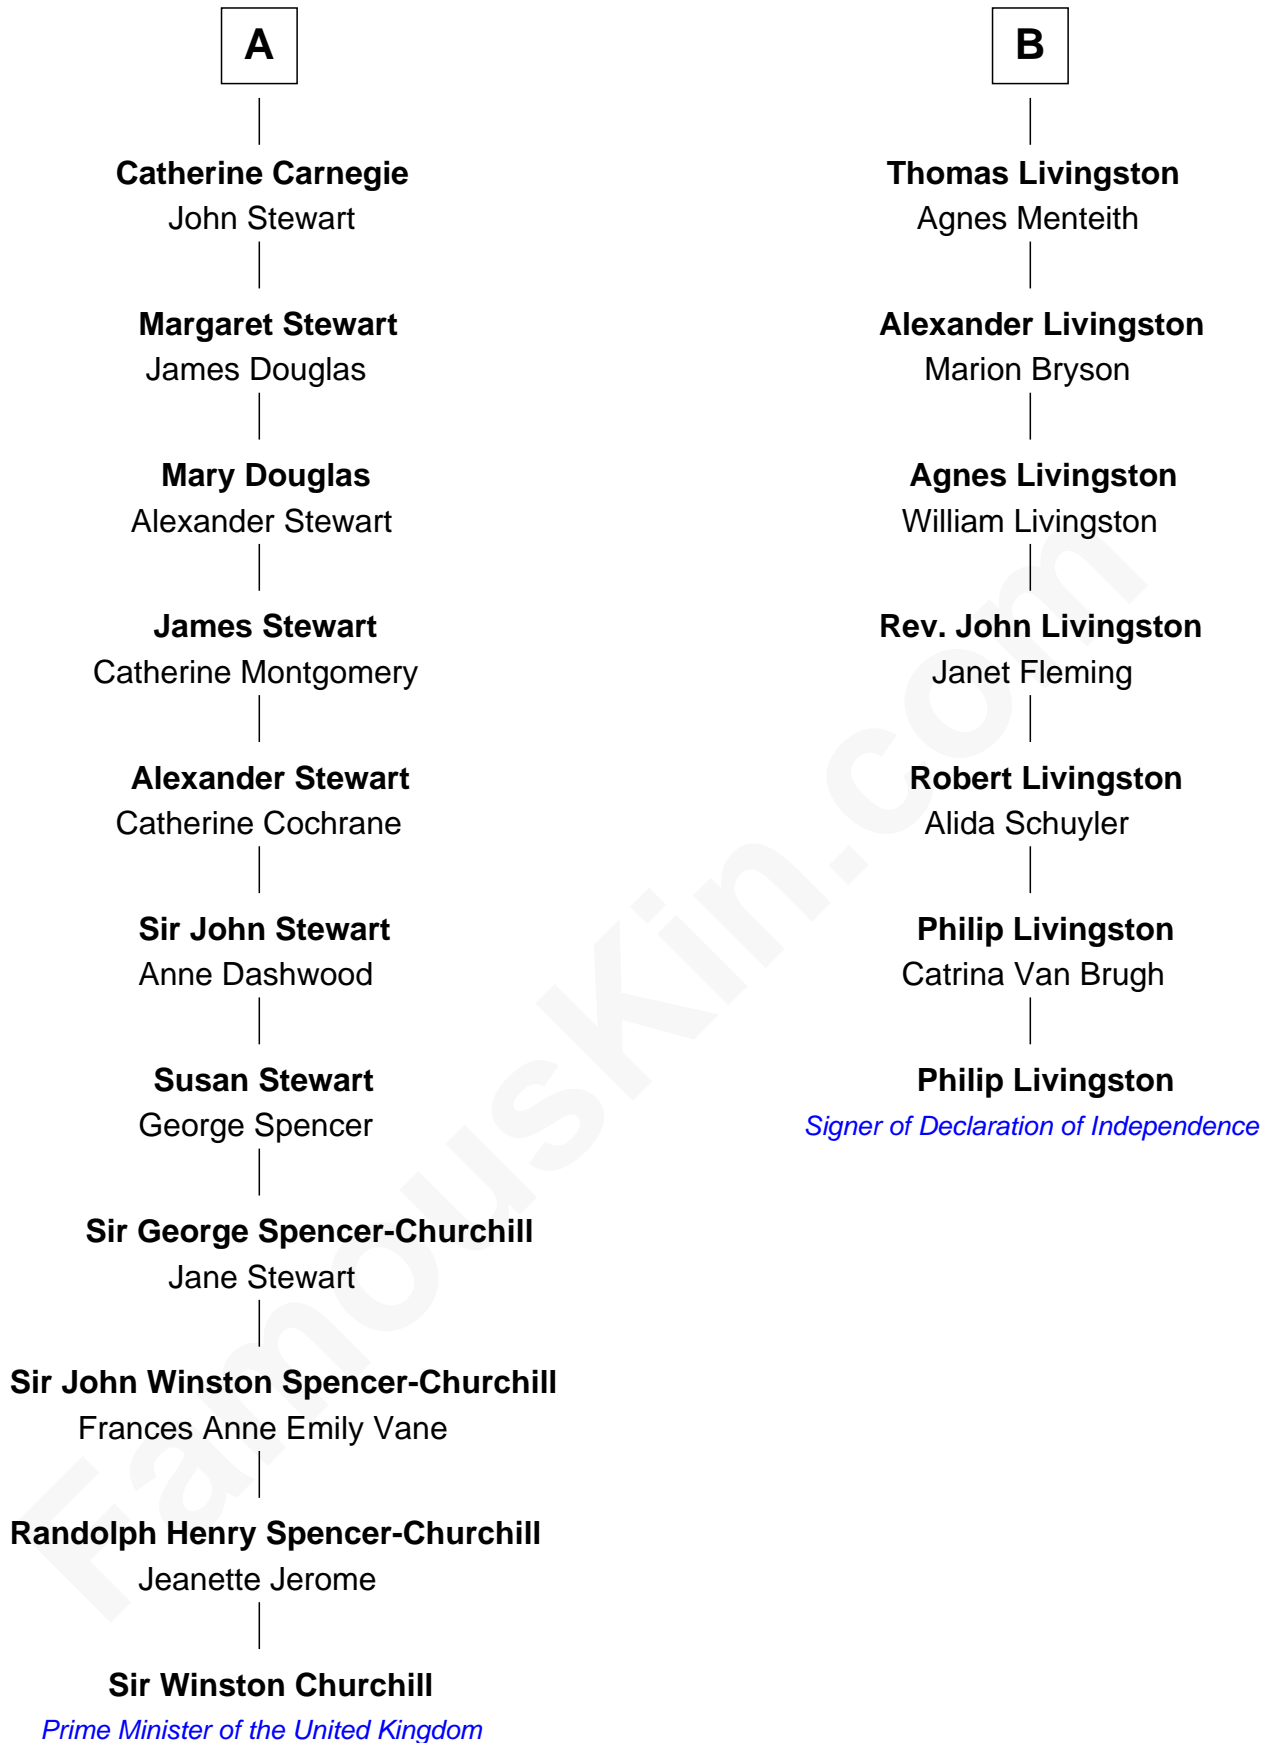 A
Catherine Carnegie
John Stewart
Margaret Stewart
James Douglas
Mary Douglas
Alexander Stewart
James Stewart
Catherine Montgomery
Alexander Stewart
Catherine Cochrane
Sir John Stewart
Anne Dashwood
Susan Stewart
George Spencer
Sir George Spencer-Churchill
Jane Stewart
Sir John Winston Spencer-Churchill
Frances Anne Emily Vane
Randolph Henry Spencer-Churchill
Jeanette Jerome
Sir Winston Churchill
Prime Minister of the United Kingdom
B
Thomas Livingston
Agnes Menteith
Alexander Livingston
Marion Bryson
Agnes Livingston
William Livingston
Rev. John Livingston
Janet Fleming
Robert Livingston
Alida Schuyler
Philip Livingston
Catrina Van Brugh
Philip Livingston
Signer of Declaration of Independence
FamousKin.com